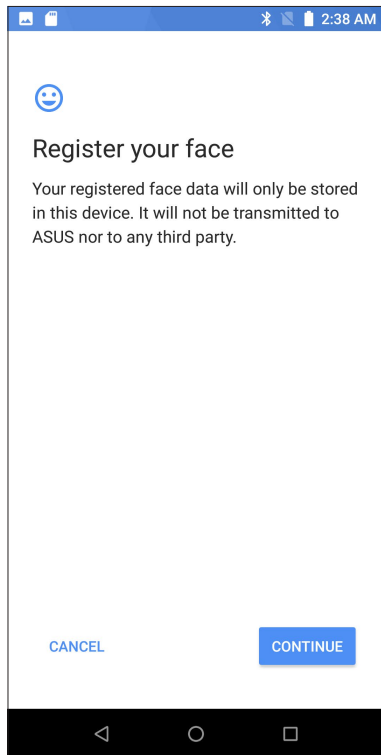 2:38 AM
Register your face
Your registered face data will only be stored
in this device. It will not be transmitted to
ASUS nor to any third party.
CANCEL
CONTINUE